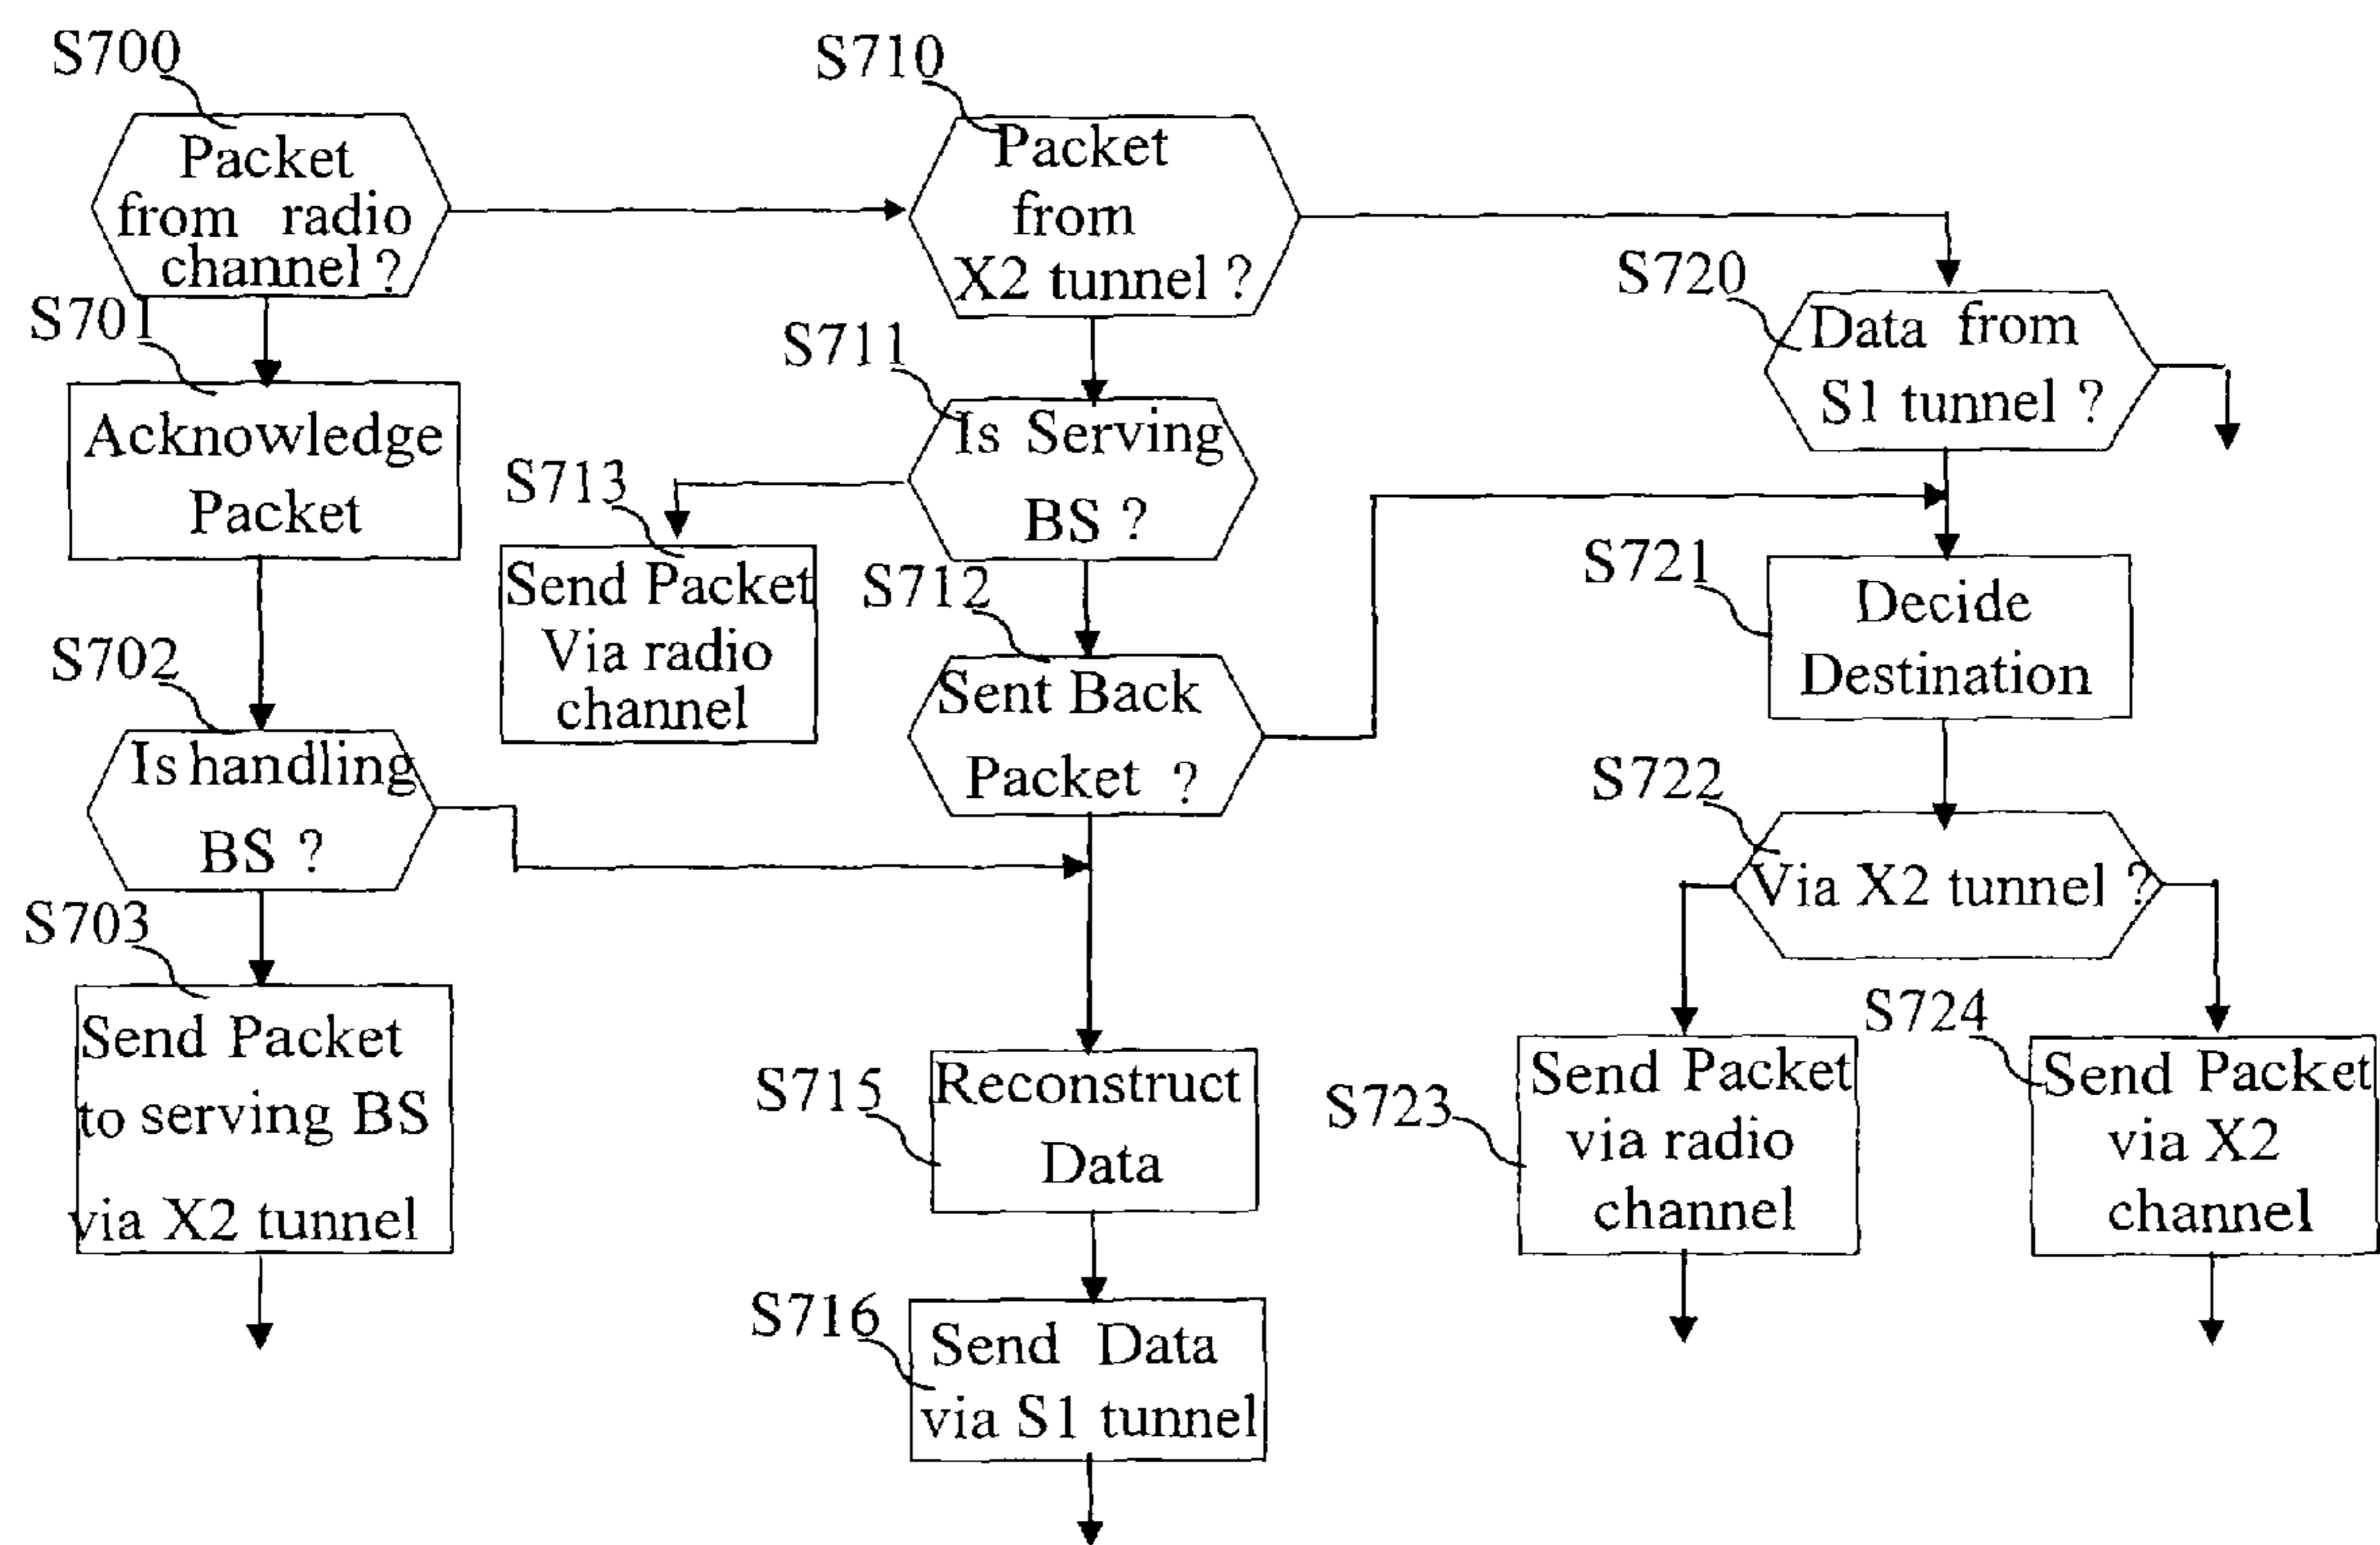 S700
Packet
from radio
channel ?
S701
Acknowledge
Packet
S702
Is handling
BS ?
S703
Send Packet
to serving BS
via X2 tunnel
S710
Packet
from
X2 tunnel ?
S711
Is Serving
BS ?
S713
Send Packet
Via radio
channel
S712
Sent Back
Packet ?
S715
Reconstruct
Data
S716
Send Data
via S1 tunnel
S720
Data from
S1 tunnel ?
S721
Decide
Destination
S722
Via X2 tunnel ?
S723
Send Packet
via radio
channel
S724
Send Packet
via X2
channel